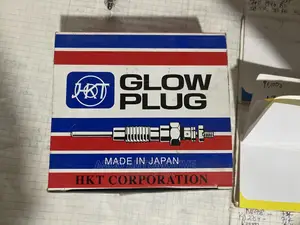 HKT
GLOW
PLUG
MADE IN JAPAN
HKT CORPORATION